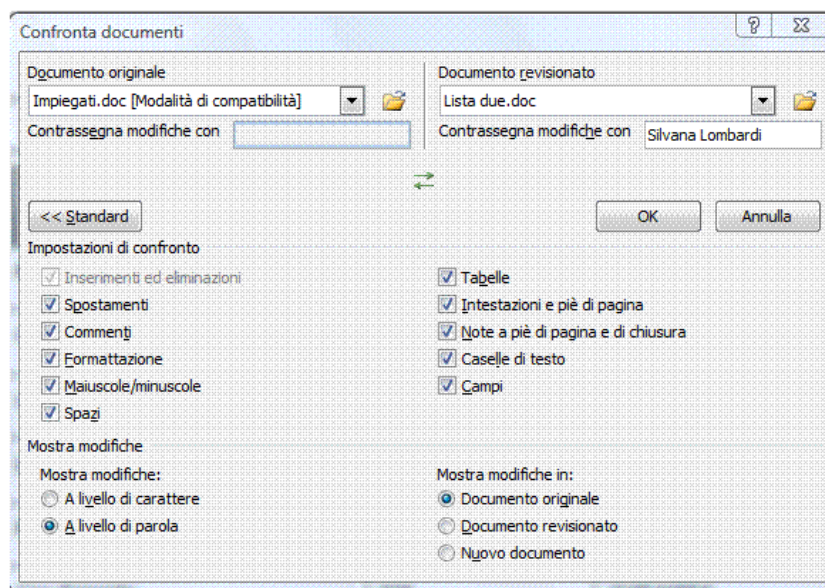 Confronta documenti
Documento originale
Documento revisionato
Impiegati.doc [Modalità di compatibilità]
Lista due.doc
Contrassegna modifiche con
Contrassegna modifiche con
Silvana Lombardi
<< Standard
OK
Annulla
Impostazioni di confronto
Inserimenti ed eliminazioni
Tabelle
Spostamenti
Intestazioni e piè di pagina
Commenti
Note a piè di pagina e di chiusura
Formattazione
Caselle di testo
Maiuscole/minuscole
Campi
Spazi
Mostra modifiche
Mostra modifiche:
Mostra modifiche in:
A livello di carattere
Documento originale
A livello di parola
Documento revisionato
Nuovo documento